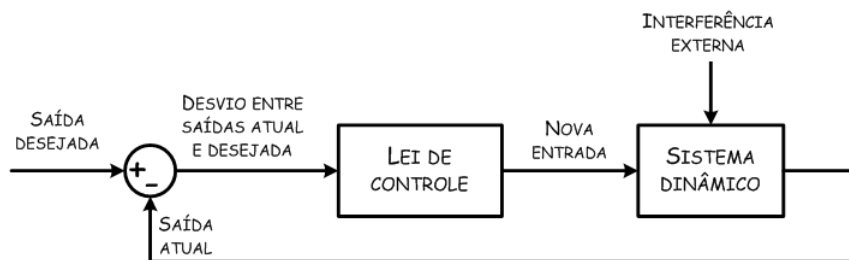 INTERFERÊNCIA
EXTERNA
SAÍDA
DESEJADA
DESVIO ENTRE
SAÍDAS ATUAL
E DESEJADA
LEI DE
CONTROLE
NOVA
ENTRADA
SISTEMA
DINÂMICO
+
-
SAÍDA
ATUAL